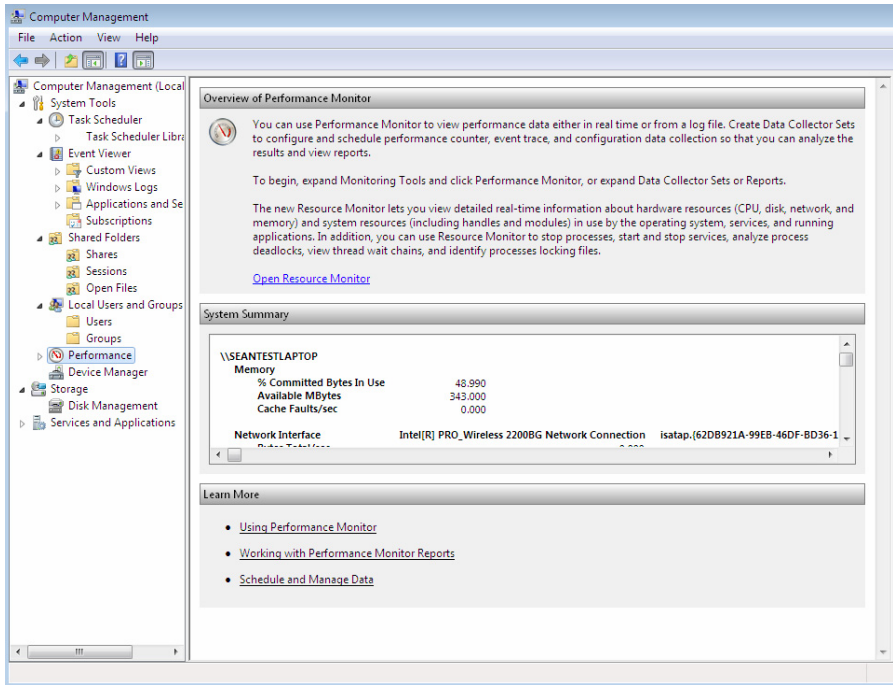 Computer Management
File Action View Help
Computer Management (Local
System Tools
Task Scheduler
Task Scheduler Libra
Event Viewer
Custom Views
Windows Logs
Applications and Se
Subscriptions
Shared Folders
Shares
Sessions
Open Files
Local Users and Groups
Users
Groups
Performance
Device Manager
Storage
Disk Management
Services and Applications
Overview of Performance Monitor
You can use Performance Monitor to view performance data either in real time or from a log file. Create Data Collector Sets
to configure and schedule performance counter, event trace, and configuration data collection so that you can analyze the
results and view reports.
To begin, expand Monitoring Tools and click Performance Monitor, or expand Data Collector Sets or Reports.
The new Resource Monitor lets you view detailed real-time information about hardware resources (CPU, disk, network, and
memory) and system resources (including handles and modules) in use by the operating system, services, and running
applications. In addition, you can use Resource Monitor to stop processes, start and stop services, analyze process
deadlocks, view thread wait chains, and identify processes locking files.
Open Resource Monitor
System Summary
\\SEANTESTLAPTOP
Memory
% Committed Bytes In Use 48.990
Available MBytes 343.000
Cache Faults/sec 0.000
Network Interface Intel[R] PRO_Wireless 2200BG Network Connection isatap.{62DB921A-99EB-46DF-BD36-1
Learn More
Using Performance Monitor
Working with Performance Monitor Reports
Schedule and Manage Data